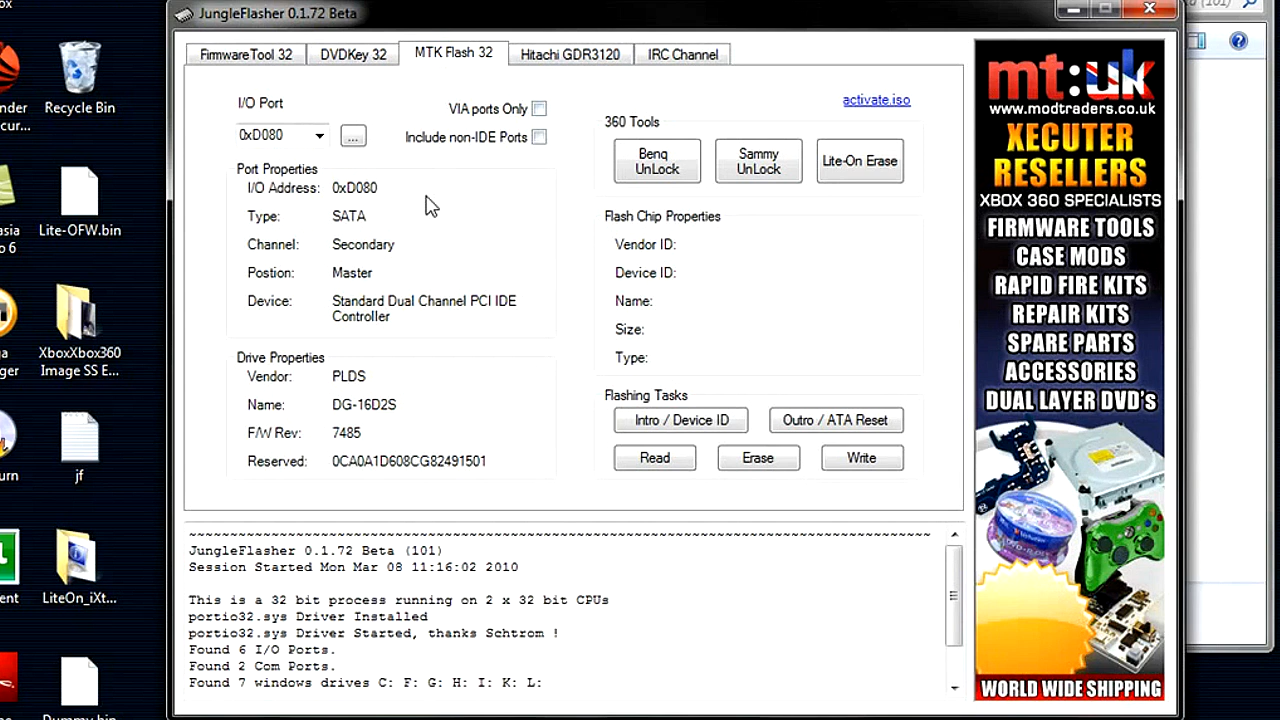 JungleFlasher 0.1.72 Beta
FirmwareTool 32
DVDKey 32
MTK Flash 32
Hitachi GDR3120
IRC Channel
I/O Port
VIA ports Only
activate.iso
0xD080
...
Include non-IDE Ports
360 Tools
Benq
UnLock
Sammy
UnLock
Lite-On Erase
Port Properties
I/O Address: 0xD080
Type: SATA
Channel: Secondary
Postion: Master
Device: Standard Dual Channel PCI IDE
Controller
Flash Chip Properties
Vendor ID:
Device ID:
Name:
Size:
Type:
Drive Properties
Vendor: PLDS
Name: DG-16D2S
F/W Rev: 7485
Reserved: 0CA0A1D608CG82491501
Flashing Tasks
Intro / Device ID
Outro / ATA Reset
Read
Erase
Write
~~~~~~~~~~~~~~~~~~~~~~~~~~~~~~~~~~~~~~~~~~~~~~~~~~~~~~~~~~~~~~~~~~~~~~~~~~~~~~~~
JungleFlasher 0.1.72 Beta (101)
Session Started Mon Mar 08 11:16:02 2010
This is a 32 bit process running on 2 x 32 bit CPUs
portio32.sys Driver Installed
portio32.sys Driver Started, thanks Schtrom !
Found 6 I/O Ports.
Found 2 Com Ports.
Found 7 windows drives C: F: G: H: I: K: L:
mt:uk
www.modtraders.co.uk
XECUTER
RESELLERS
XBOX 360 SPECIALISTS
FIRMWARE TOOLS
CASE MODS
RAPID FIRE KITS
REPAIR KITS
SPARE PARTS
ACCESSORIES
DUAL LAYER DVD's
WORLD WIDE SHIPPING
Recycle Bin
Lite-OFW.bin
XboxXbox360
Image SS E...
jf
LiteOn_iXt...
(101)